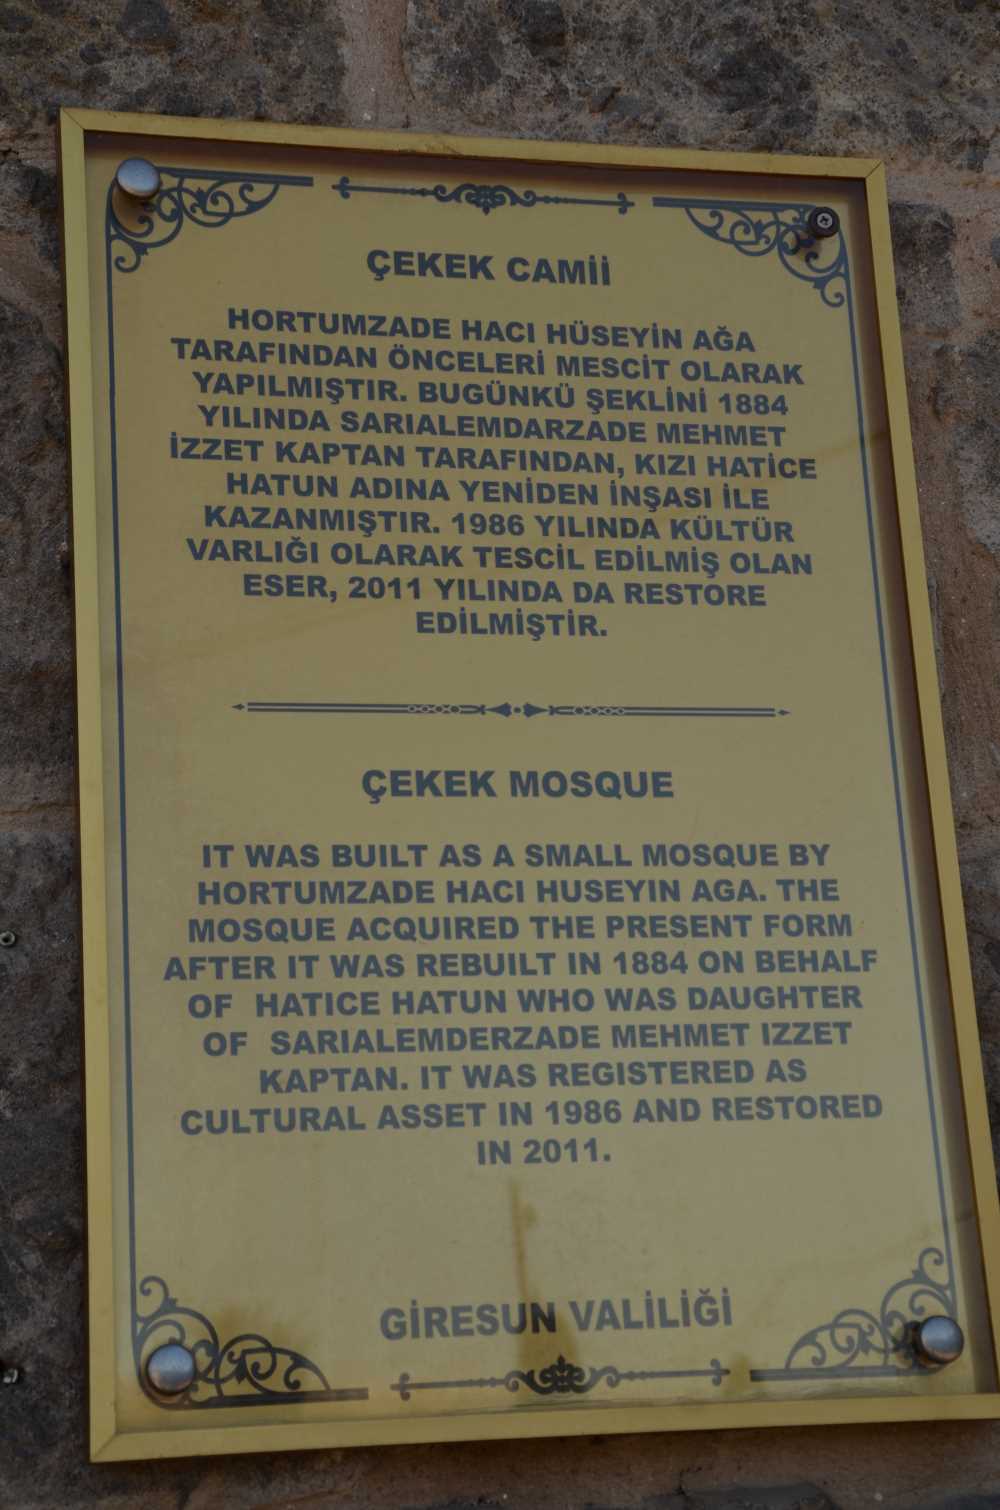 ÇEKEK CAMİİ
HORTUMZADE HACI HÜSEYİN AĞA
TARAFINDAN ÖNCELERİ MESCİT OLARAK
YAPILMIŞTIR. BUGÜNKÜ ŞEKLİNİ 1884
YILINDA SARIALEMDARZADE MEHMET
İZZET KAPTAN TARAFINDAN, KIZI HATİCE
HATUN ADINA YENİDEN İNŞASI İLE
KAZANMIŞTIR. 1986 YILINDA KÜLTÜR
VARLIĞI OLARAK TESCİL EDİLMİŞ OLAN
ESER, 2011 YILINDA DA RESTORE
EDİLMİŞTİR.
ÇEKEK MOSQUE
IT WAS BUILT AS A SMALL MOSQUE BY
HORTUMZADE HACI HUSEYIN AGA. THE
MOSQUE ACQUIRED THE PRESENT FORM
AFTER IT WAS REBUILT IN 1884 ON BEHALF
OF HATICE HATUN WHO WAS DAUGHTER
OF SARIALEMDERZADE MEHMET IZZET
KAPTAN. IT WAS REGISTERED AS
CULTURAL ASSET IN 1986 AND RESTORED
IN 2011.
GİRESUN VALİLİĞİ